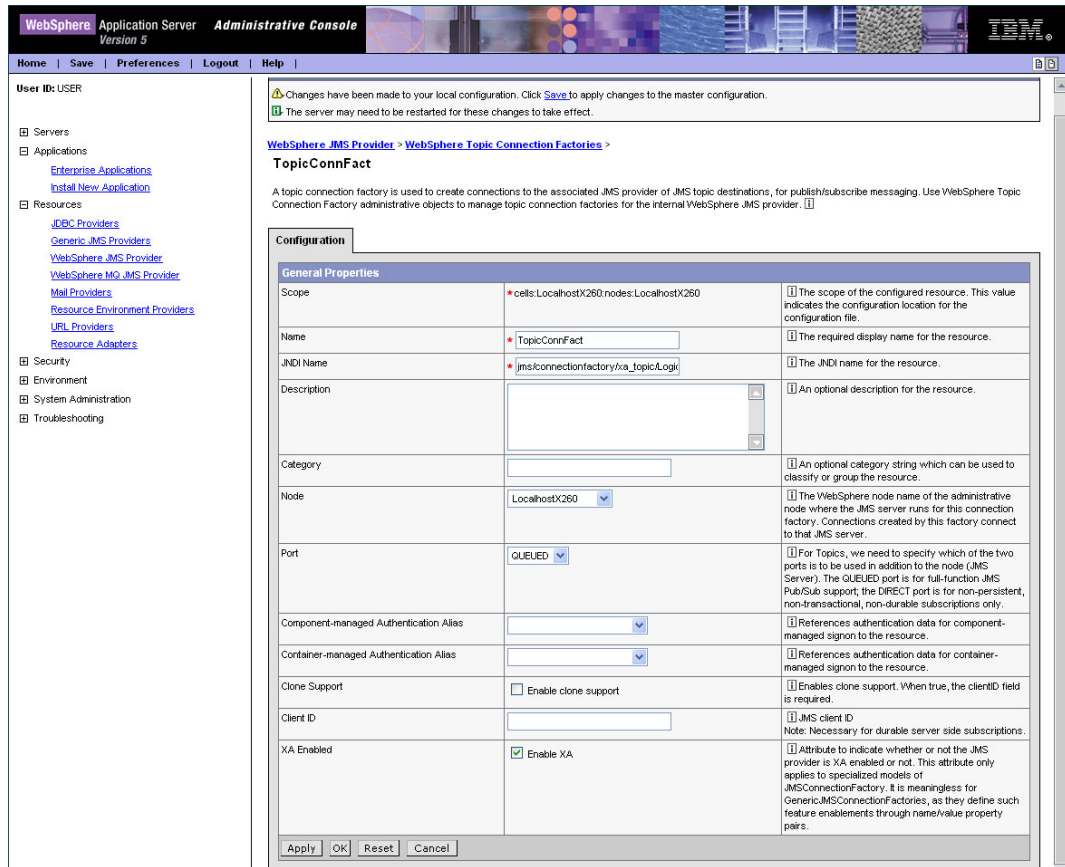 WebSphere Application Server Administrative Console
Version 5
IBM.
Home | Save | Preferences | Logout | Help |
User ID: USER
Servers
Applications
Enterprise Applications
Install New Application
Resources
JDBC Providers
Generic JMS Providers
WebSphere JMS Provider
WebSphere MQ JMS Provider
Mail Providers
Resource Environment Providers
URL Providers
Resource Adapters
Security
Environment
System Administration
Troubleshooting
Changes have been made to your local configuration. Click Save to apply changes to the master configuration.
The server may need to be restarted for these changes to take effect.
WebSphere JMS Provider > WebSphere Topic Connection Factories >
TopicConnFact
A topic connection factory is used to create connections to the associated JMS provider of JMS topic destinations, for publish/subscribe messaging. Use WebSphere Topic
Connection Factory administrative objects to manage topic connection factories for the internal WebSphere JMS provider. i
Configuration
General Properties
Scope
*cells:LocalhostX260:nodes:LocalhostX260
i The scope of the configured resource. This value
indicates the configuration location for the
configuration file.
Name
* TopicConnFact
i The required display name for the resource.
JNDI Name
* jms/connectionfactory/xa_topic/Logic
i The JNDI name for the resource.
Description
i An optional description for the resource.
Category
i An optional category string which can be used to
classify or group the resource.
Node
LocalhostX260
i The WebSphere node name of the administrative
node where the JMS server runs for this connection
factory. Connections created by this factory connect
to that JMS server.
Port
QUEUED
i For Topics, we need to specify which of the two
ports is to be used in addition to the node (JMS
Server). The QUEUED port is for full-function JMS
Pub/Sub support; the DIRECT port is for non-persistent,
non-transactional, non-durable subscriptions only.
Component-managed Authentication Alias
i References authentication data for component-
managed signon to the resource.
Container-managed Authentication Alias
i References authentication data for container-
managed signon to the resource.
Clone Support
Enable clone support
i Enables clone support. When true, the clientID field
is required.
Client ID
i JMS client ID
Note: Necessary for durable server side subscriptions.
XA Enabled
Enable XA
i Attribute to indicate whether or not the JMS
provider is XA enabled or not. This attribute only
applies to specialized models of
JMSConnectionFactory. It is meaningless for
GenericJMSConnectionFactories, as they define such
feature enablements through name/value property
pairs.
Apply OK Reset Cancel